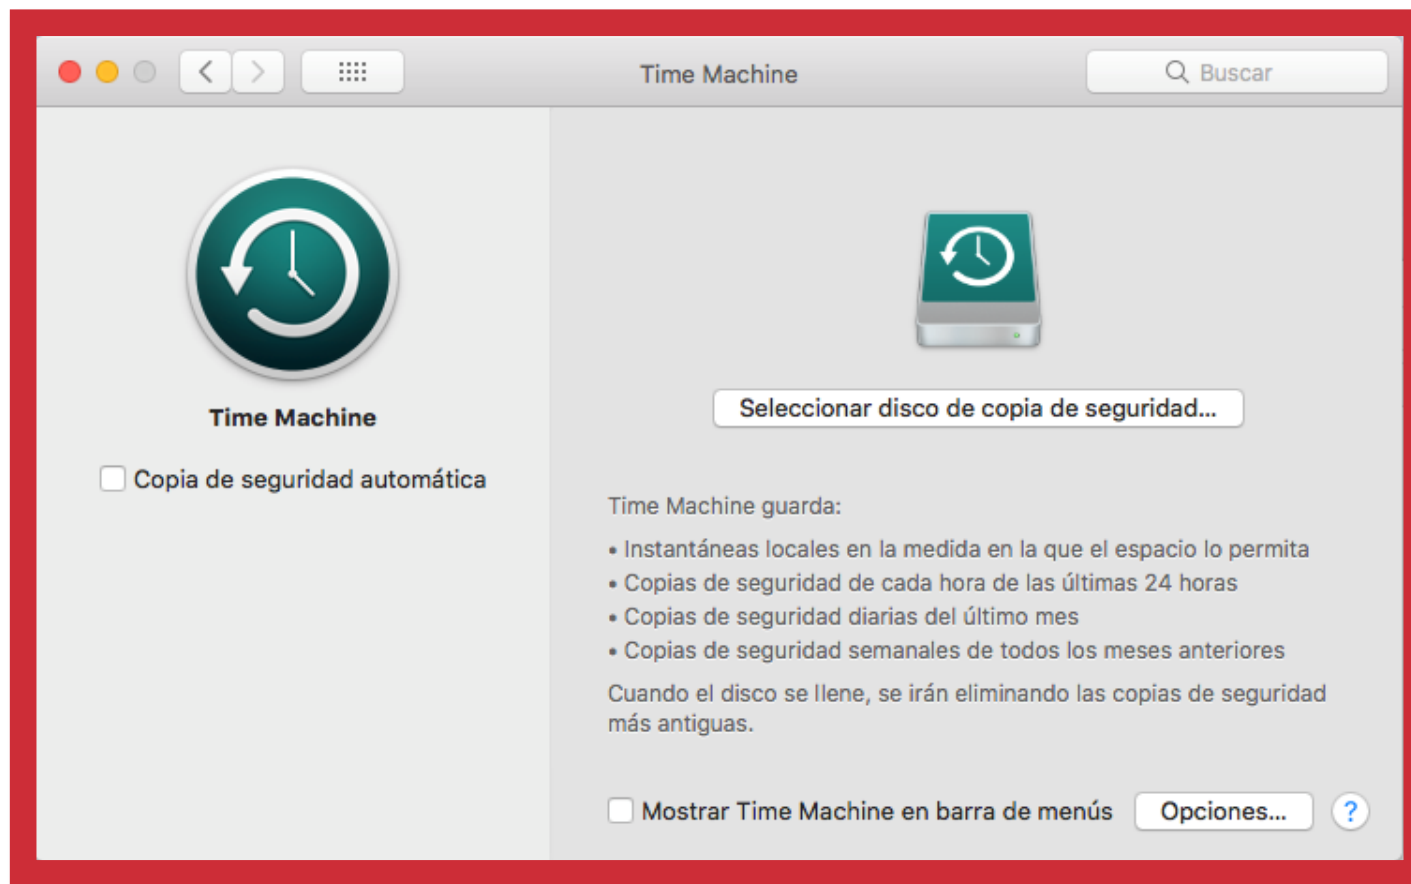 Time Machine
Buscar
Time Machine
Copia de seguridad automática
Seleccionar disco de copia de seguridad...
Time Machine guarda:
• Instantáneas locales en la medida en la que el espacio lo permita
• Copias de seguridad de cada hora de las últimas 24 horas
• Copias de seguridad diarias del último mes
• Copias de seguridad semanales de todos los meses anteriores
Cuando el disco se llene, se irán eliminando las copias de seguridad
más antiguas.
Mostrar Time Machine en barra de menús
Opciones...
?